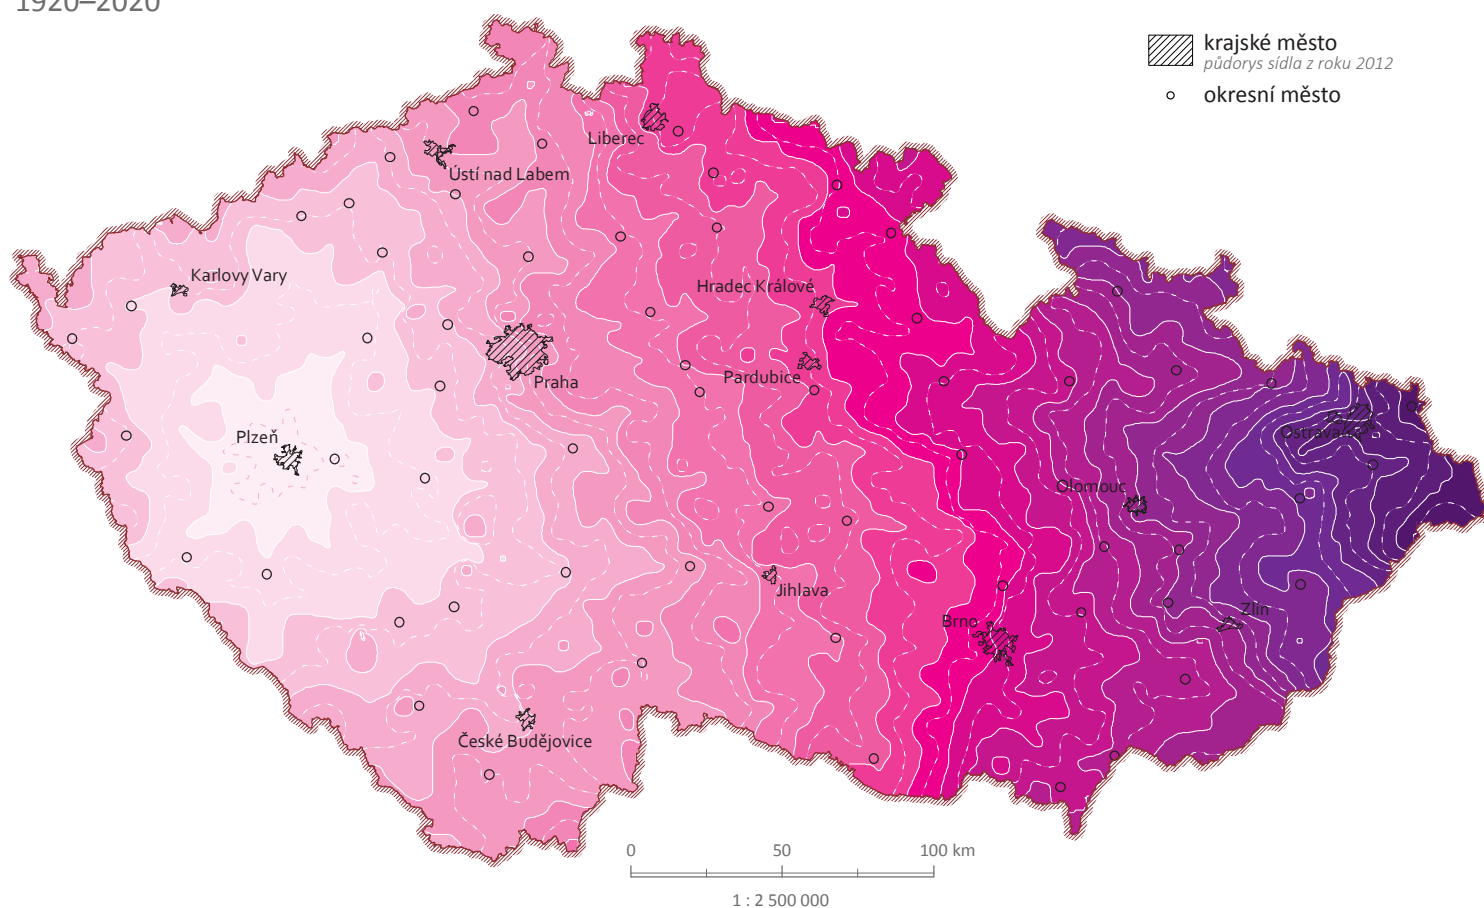 1920–2020
krajské město
půdorys sídla z roku 2012
okresní město
Liberec
Ústí nad Labem
Karlovy Vary
Hradec Králové
Praha
Pardubice
Plzeň
Ostrava
Olomouc
Jihlava
Zlín
Brno
České Budějovice
0 50 100 km
1 : 2 500 000